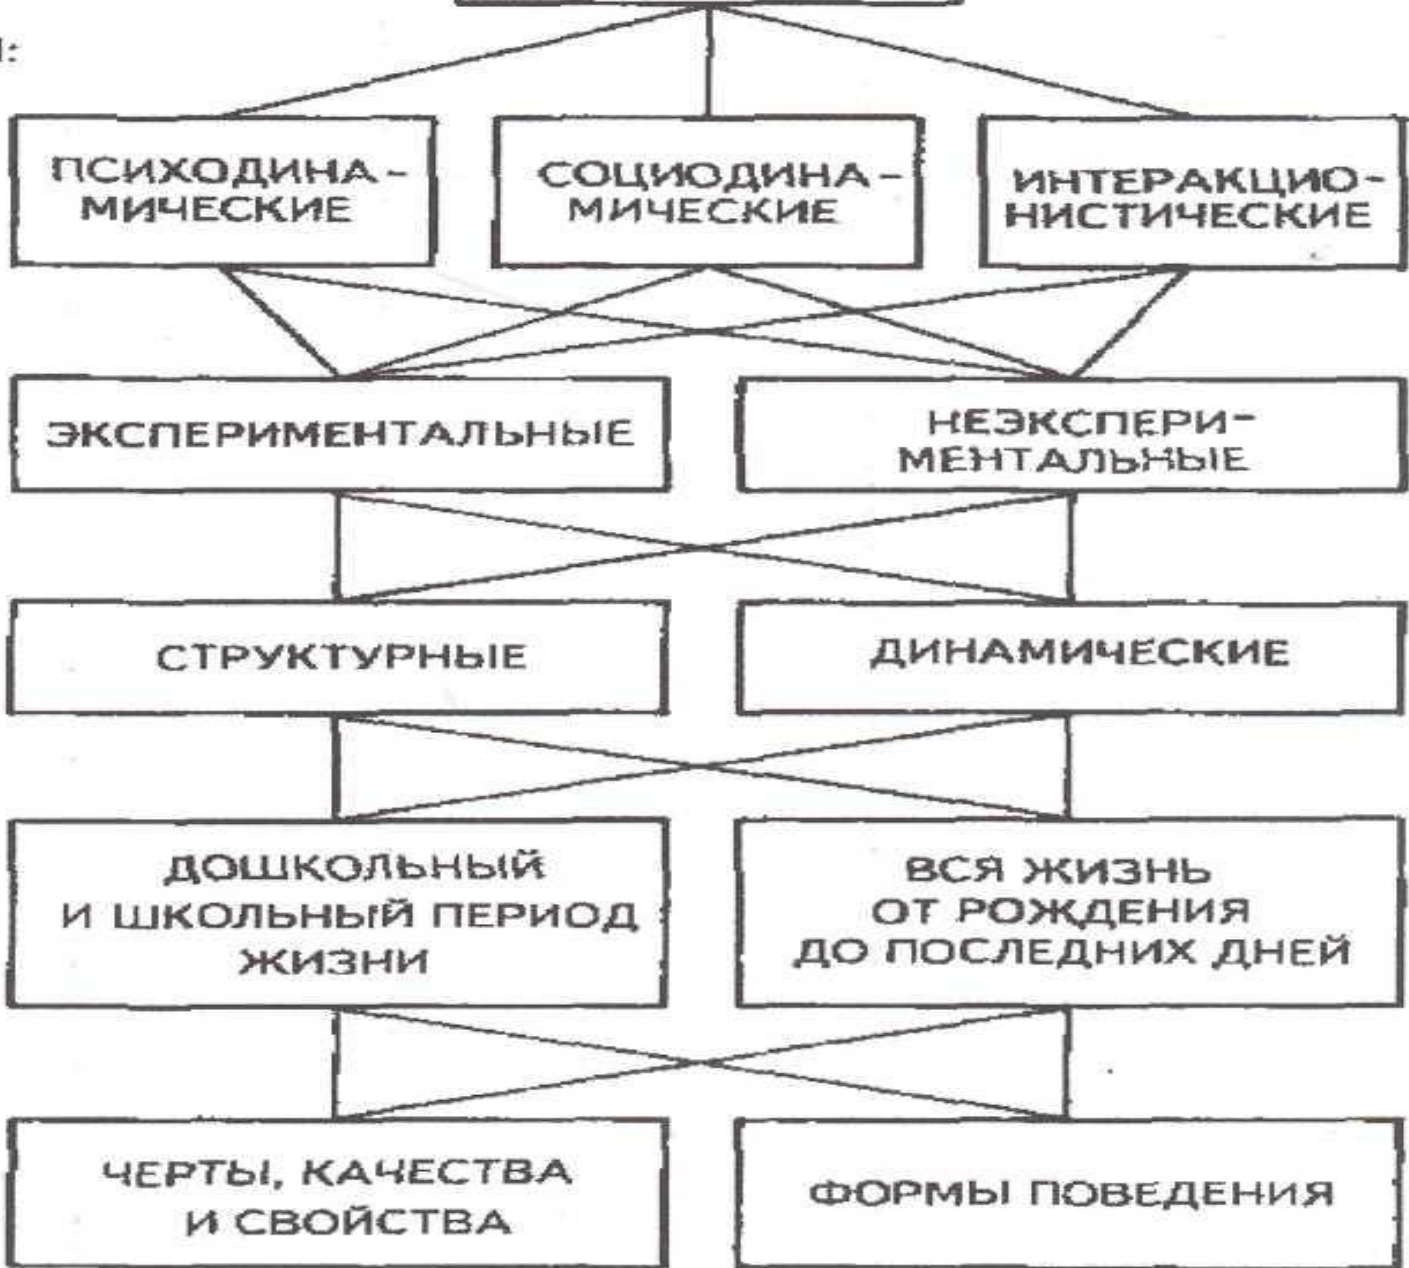 ПСИХОДИНА-
МИЧЕСКИЕ
СОЦИОДИНА-
МИЧЕСКИЕ
ИНТЕРАКЦИО-
НИСТИЧЕСКИЕ
ЭКСПЕРИМЕНТАЛЬНЫЕ
НЕЭКСПЕРИ-
МЕНТАЛЬНЫЕ
СТРУКТУРНЫЕ
ДИНАМИЧЕСКИЕ
ДОШКОЛЬНЫЙ
И ШКОЛЬНЫЙ ПЕРИОД
ЖИЗНИ
ВСЯ ЖИЗНЬ
ОТ РОЖДЕНИЯ
ДО ПОСЛЕДНИХ ДНЕЙ
ЧЕРТЫ, КАЧЕСТВА
И СВОЙСТВА
ФОРМЫ ПОВЕДЕНИЯ